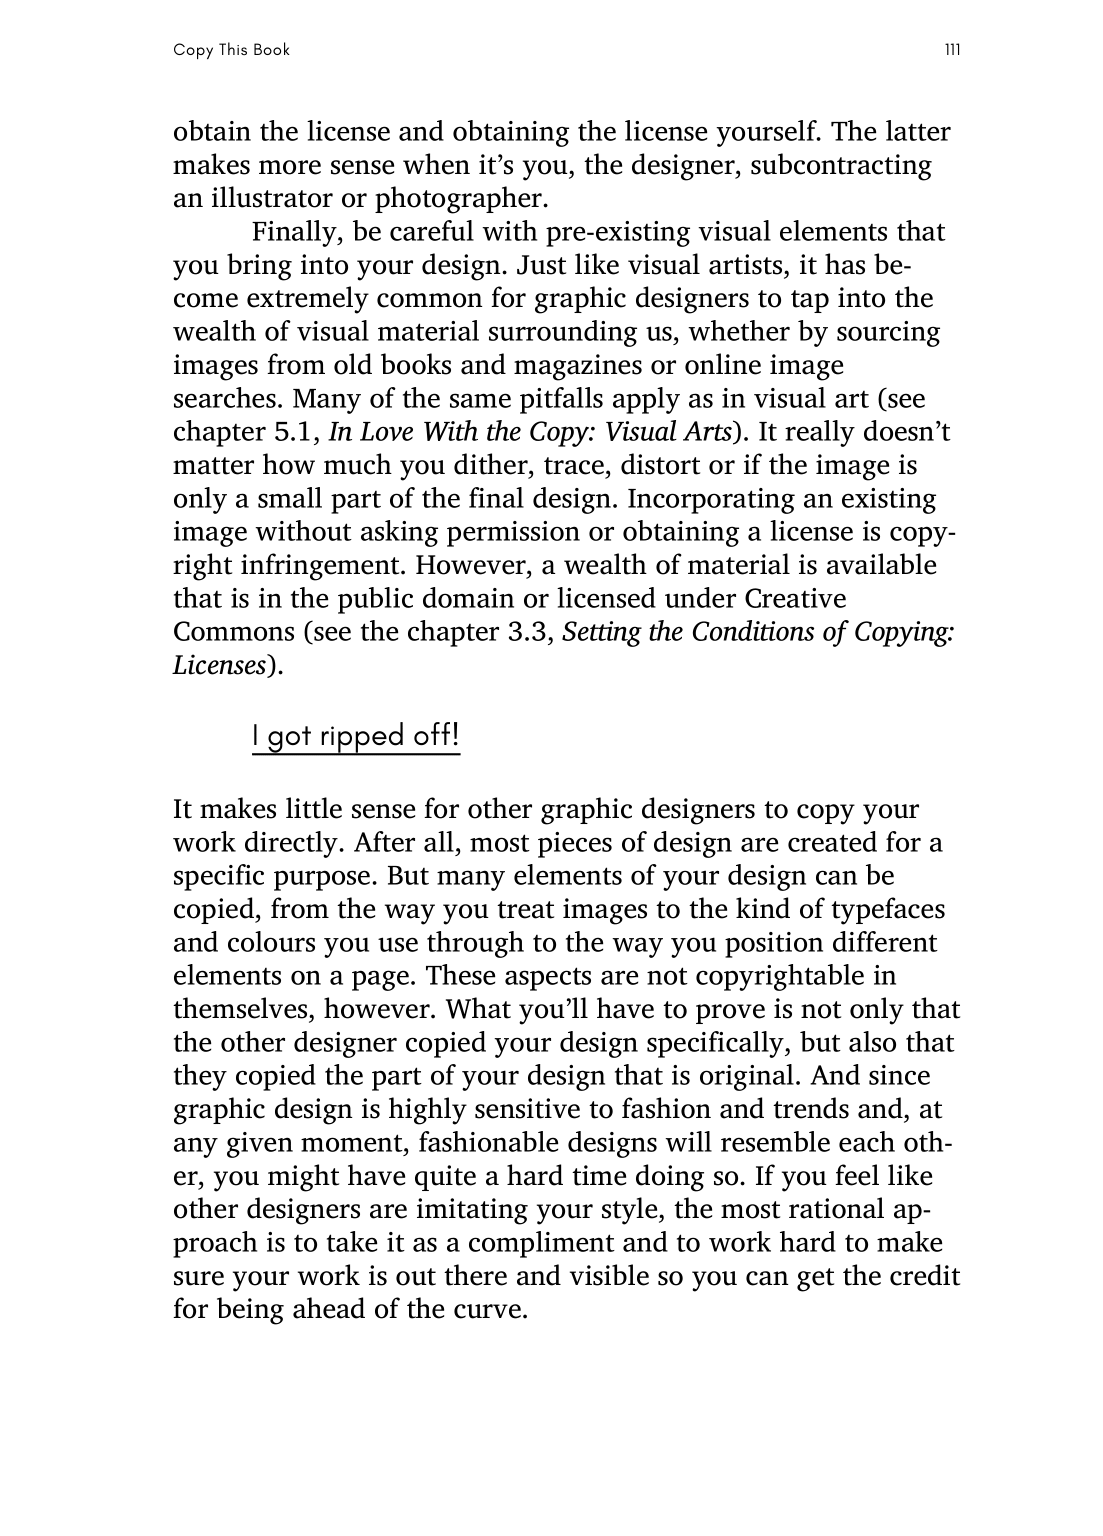 Copy This Book 111
obtain the license and obtaining the license yourself. The latter
makes more sense when it’s you, the designer, subcontracting
an illustrator or photographer.
Finally, be careful with pre-existing visual elements that
you bring into your design. Just like visual artists, it has be-
come extremely common for graphic designers to tap into the
wealth of visual material surrounding us, whether by sourcing
images from old books and magazines or online image
searches. Many of the same pitfalls apply as in visual art (see
chapter 5.1, In Love With the Copy: Visual Arts). It really doesn’t
matter how much you dither, trace, distort or if the image is
only a small part of the final design. Incorporating an existing
image without asking permission or obtaining a license is copy-
right infringement. However, a wealth of material is available
that is in the public domain or licensed under Creative
Commons (see the chapter 3.3, Setting the Conditions of Copying:
Licenses).
I got ripped off!
It makes little sense for other graphic designers to copy your
work directly. After all, most pieces of design are created for a
specific purpose. But many elements of your design can be
copied, from the way you treat images to the kind of typefaces
and colours you use through to the way you position different
elements on a page. These aspects are not copyrightable in
themselves, however. What you’ll have to prove is not only that
the other designer copied your design specifically, but also that
they copied the part of your design that is original. And since
graphic design is highly sensitive to fashion and trends and, at
any given moment, fashionable designs will resemble each oth-
er, you might have quite a hard time doing so. If you feel like
other designers are imitating your style, the most rational ap-
proach is to take it as a compliment and to work hard to make
sure your work is out there and visible so you can get the credit
for being ahead of the curve.